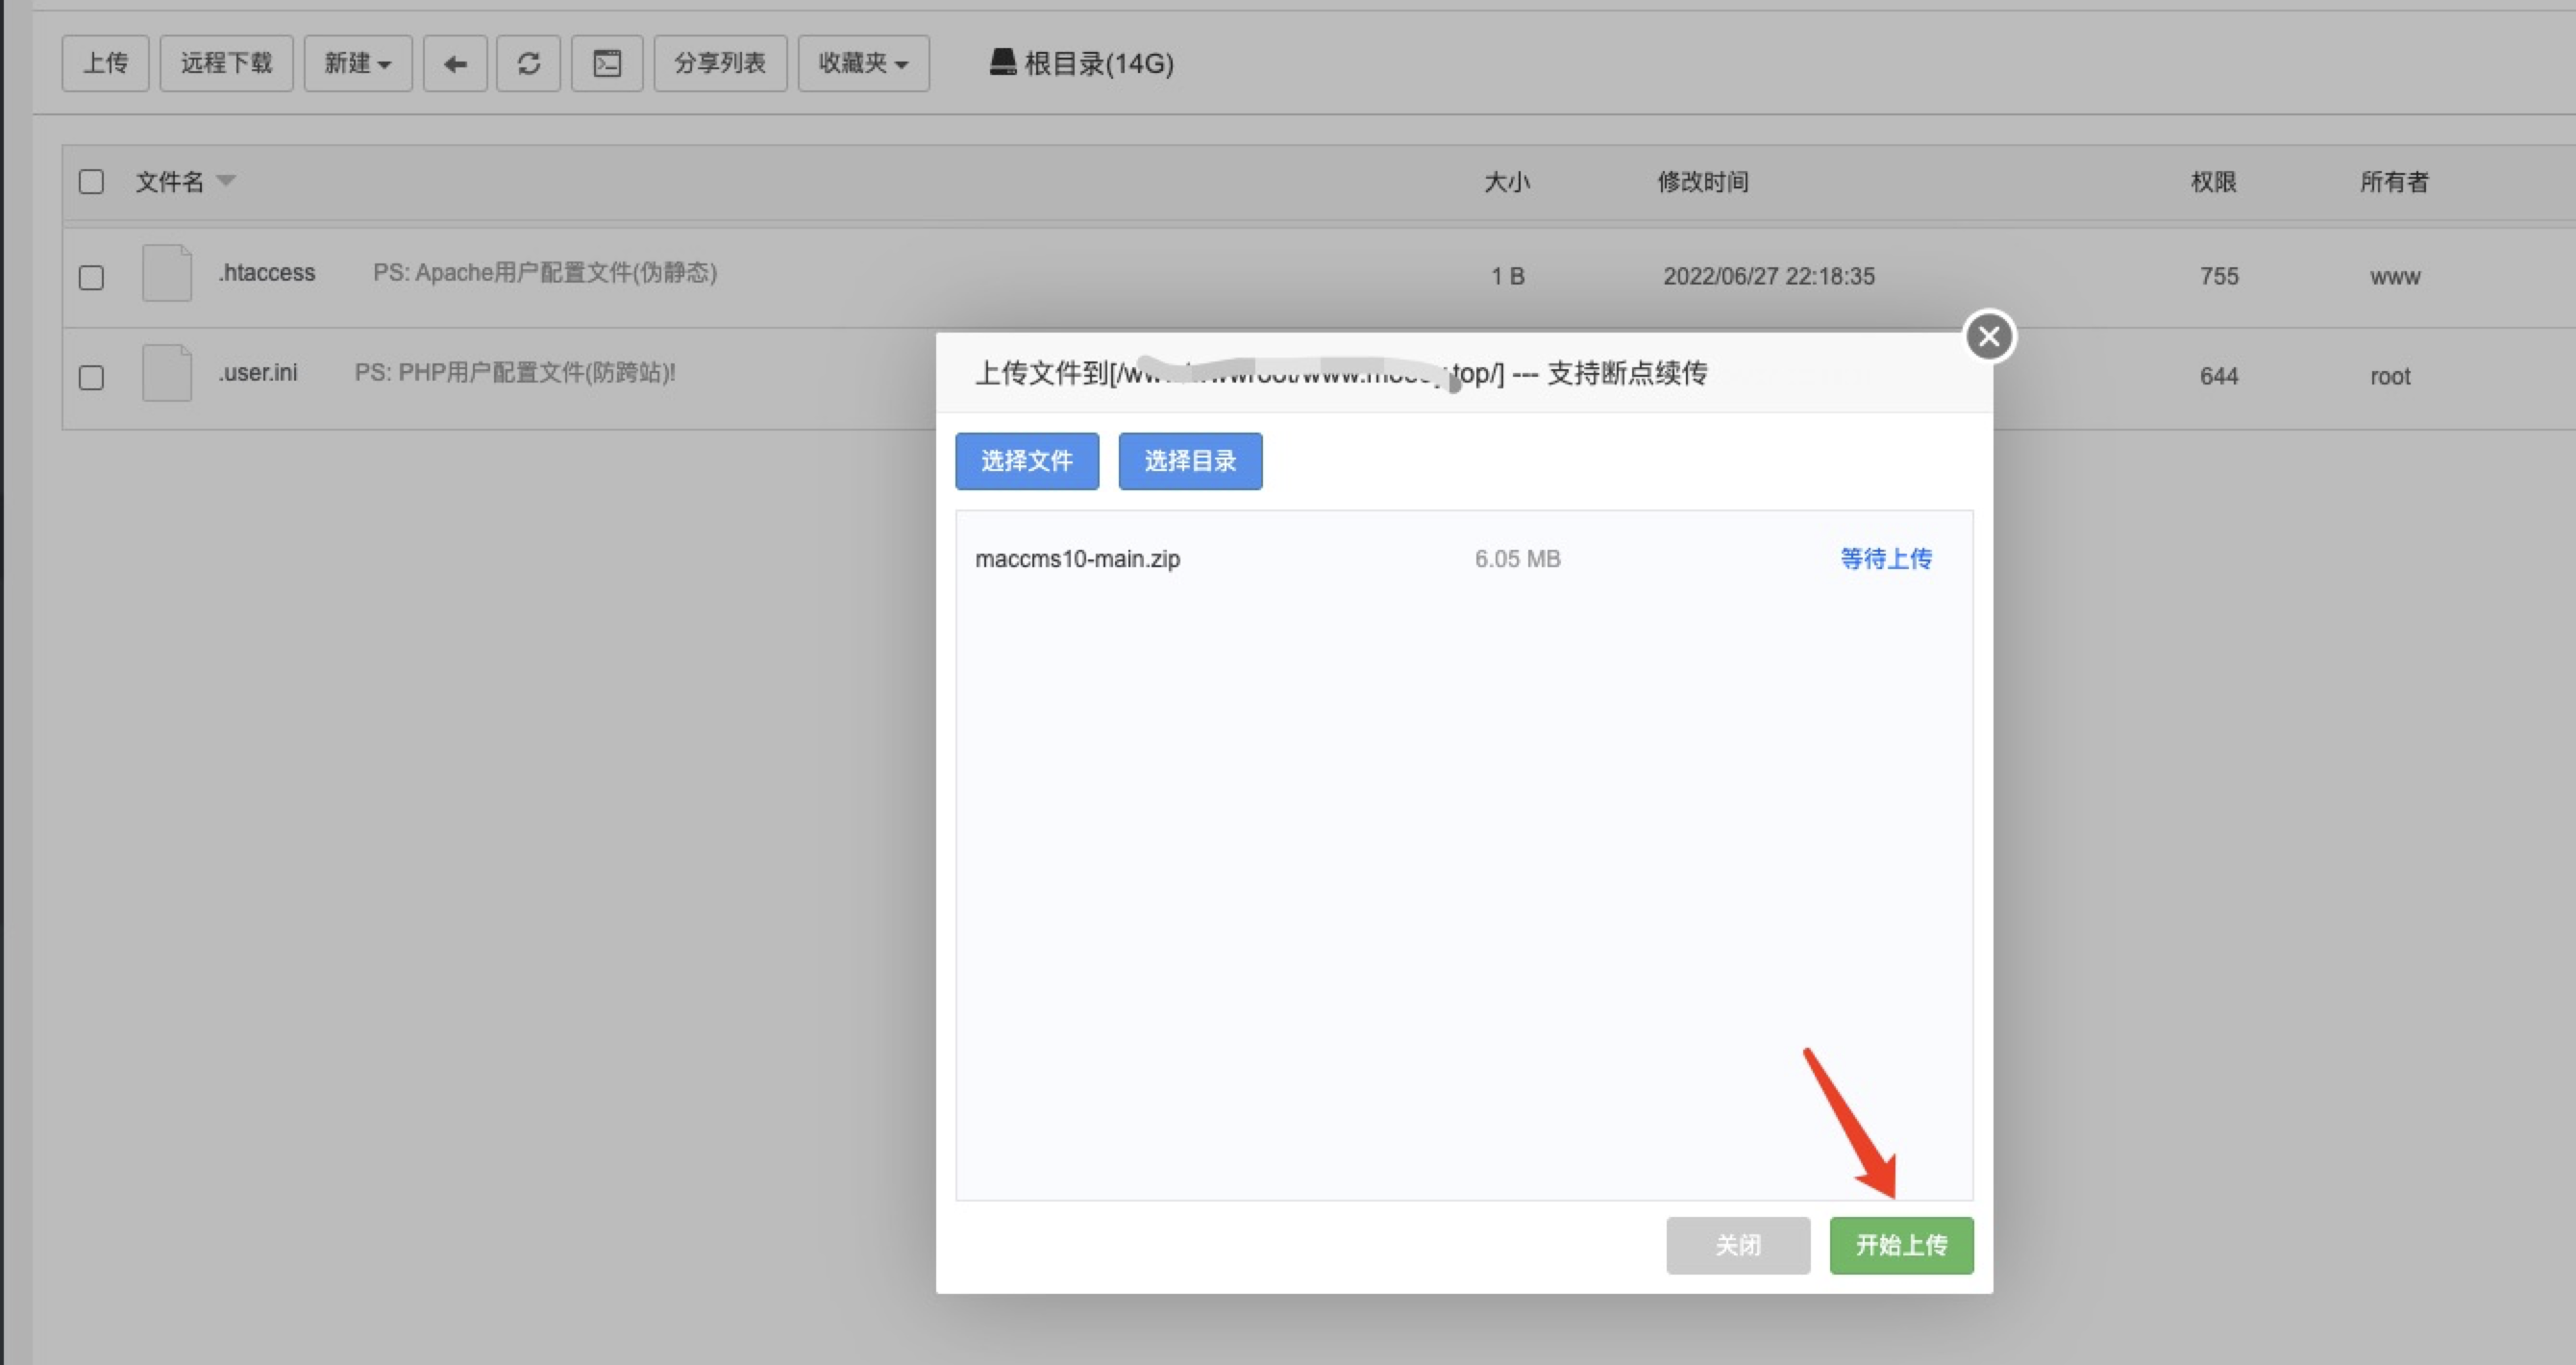 上传 远程下载 新建 分享列表 收藏夹 根目录(14G)
文件名 大小 修改时间 权限 所有者
.htaccess PS: Apache用户配置文件(伪静态) 1 B 2022/06/27 22:18:35 755 www
.user.ini PS: PHP用户配置文件(防跨站)! 644 root
上传文件到[ top/] --- 支持断点续传
选择文件 选择目录
maccms10-main.zip 6.05 MB 等待上传
关闭 开始上传